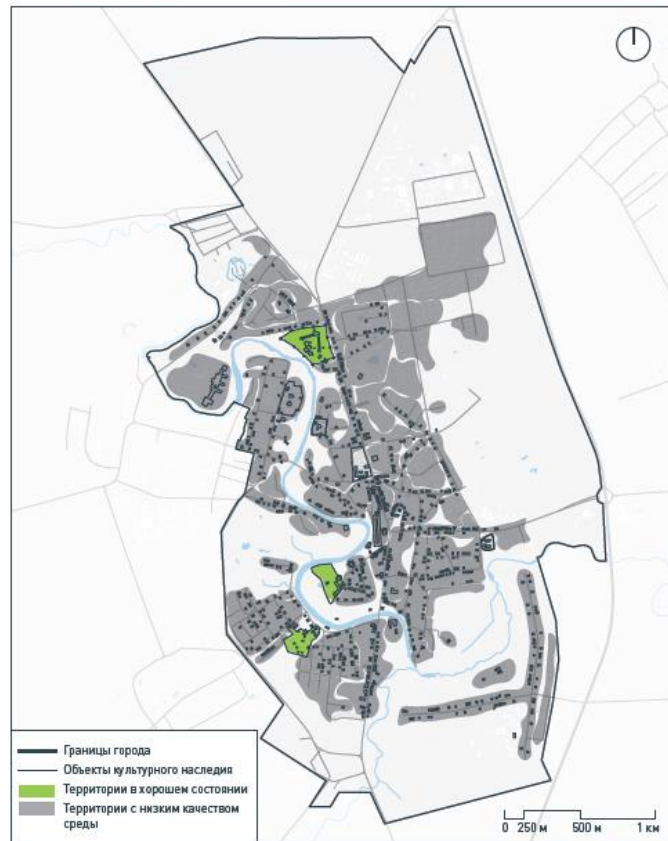 Границы города
Объекты культурного наследия
Территории в хорошем состоянии
Территории с низким качеством
среды
0 250 м 500 м 1 км